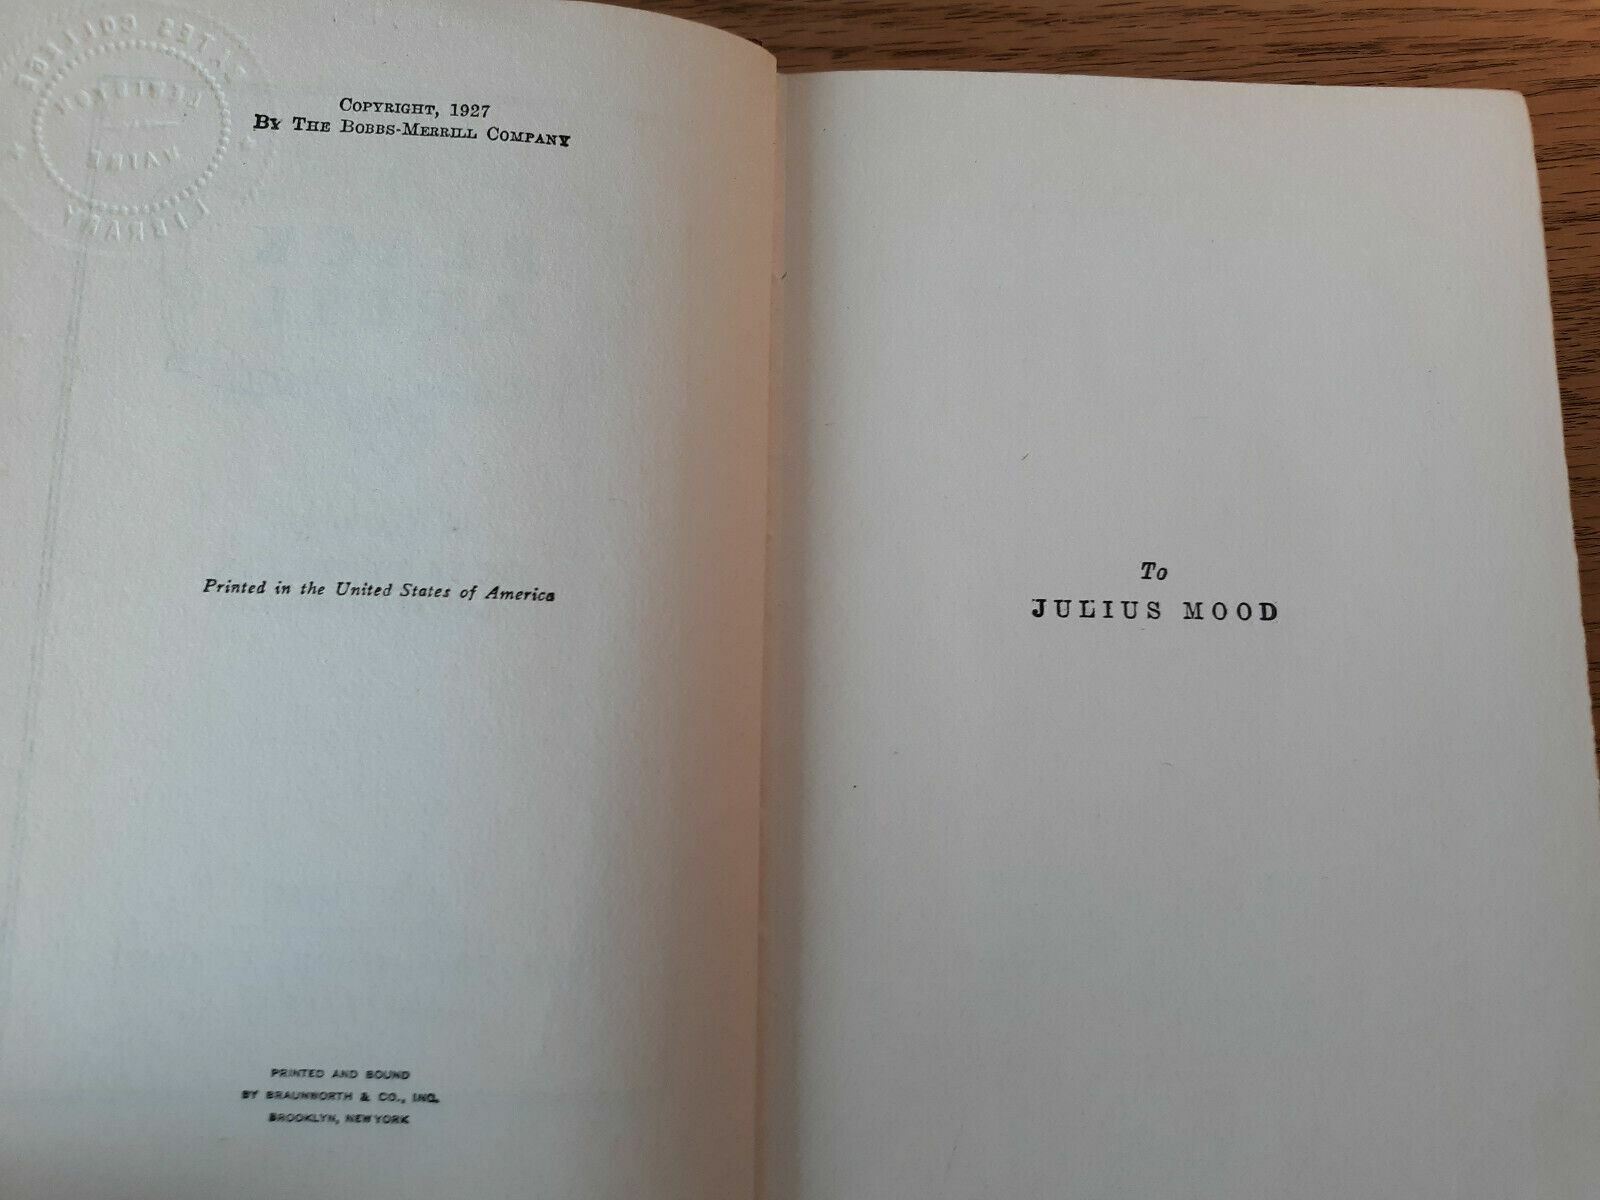 COPYRIGHT, 1927
BY THE BOBBS-MERRILL COMPANY
LIBRARY
Printed in the United States of America
PRINTED AND BOUND
BY BRAUNWORTH & CO., INC.
BROOKLYN, NEW YORK
To
JULIUS MOOD